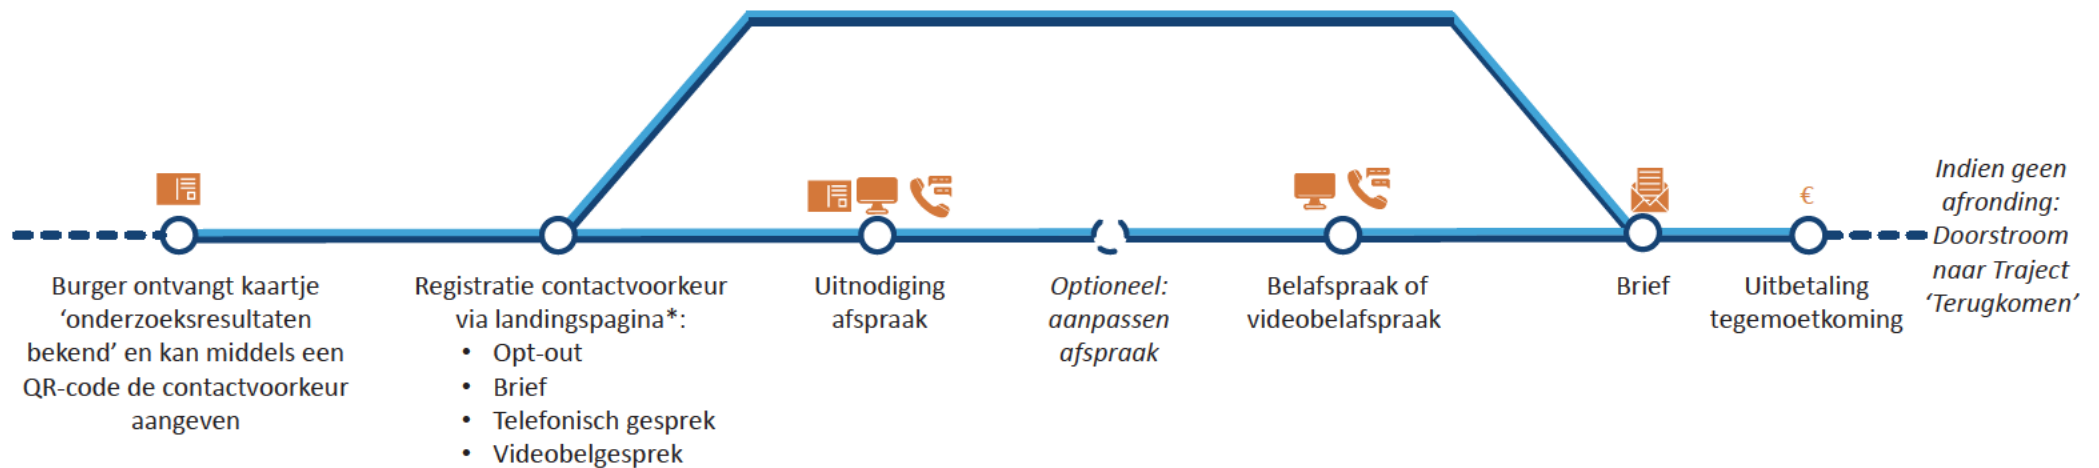 Burger ontvangt kaartje
‘onderzoeksresultaten
bekend’ en kan middels een
QR-code de contactvoorkeur
aangeven
Registratie contactvoorkeur
via landingspagina*:
• Opt-out
• Brief
• Telefonisch gesprek
• Videobelgesprek
Uitnodiging
afspraak
Optioneel:
aanpassen
afspraak
Belafspraak of
videobelafspraak
Brief
€
Uitbetaling
tegemoetkoming
Indien geen
afronding:
Doorstroom
naar Traject
‘Terugkomen’